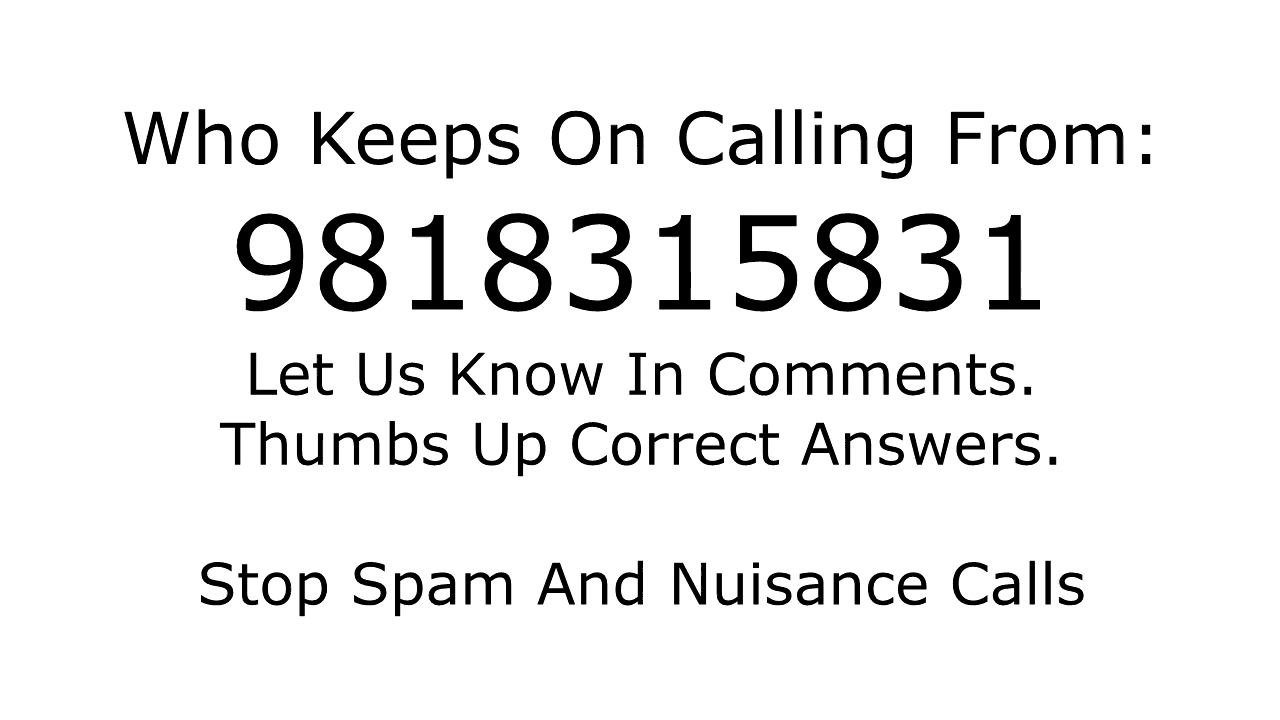 Who Keeps On Calling From:
9818315831
Let Us Know In Comments.
Thumbs Up Correct Answers.
Stop Spam And Nuisance Calls